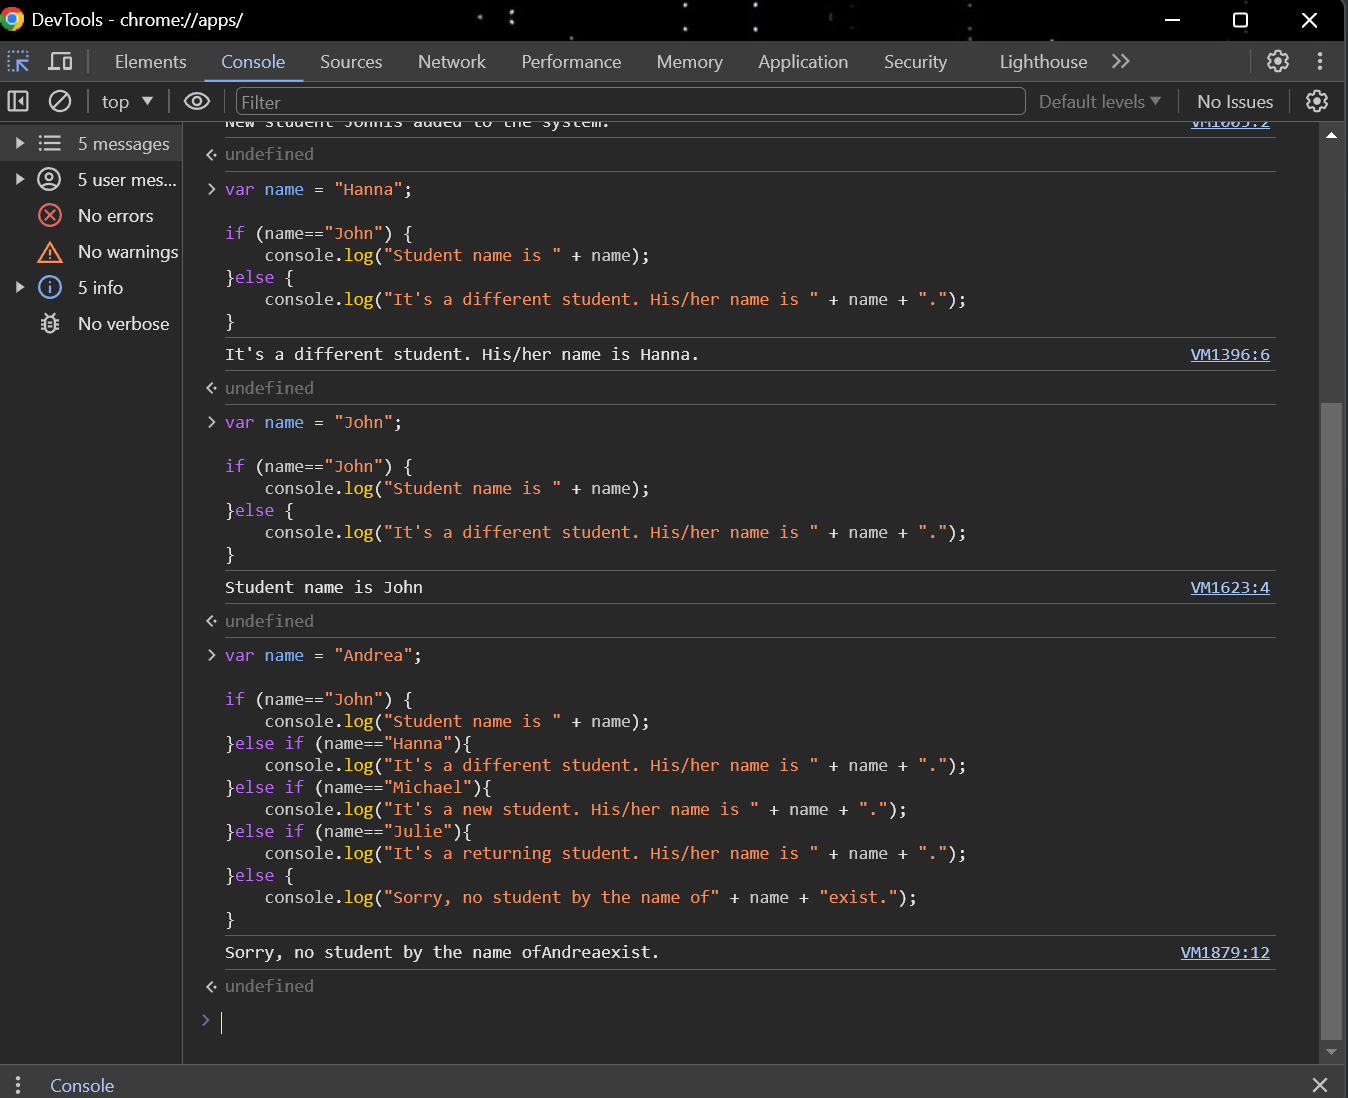 DevTools - chrome://apps/
Elements Console Sources Network Performance Memory Application Security Lighthouse
top Filter Default levels No Issues
5 messages
5 user mes...
No errors
No warnings
5 info
No verbose
New student Johnis added to the system. VM1005:2
undefined
var name = "Hanna";
if (name=="John") {
    console.log("Student name is " + name);
}else {
    console.log("It's a different student. His/her name is " + name + ".");
}
It's a different student. His/her name is Hanna. VM1396:6
undefined
var name = "John";
if (name=="John") {
    console.log("Student name is " + name);
}else {
    console.log("It's a different student. His/her name is " + name + ".");
}
Student name is John VM1623:4
undefined
var name = "Andrea";
if (name=="John") {
    console.log("Student name is " + name);
}else if (name=="Hanna"){
    console.log("It's a different student. His/her name is " + name + ".");
}else if (name=="Michael"){
    console.log("It's a new student. His/her name is " + name + ".");
}else if (name=="Julie"){
    console.log("It's a returning student. His/her name is " + name + ".");
}else {
    console.log("Sorry, no student by the name of" + name + "exist.");
}
Sorry, no student by the name ofAndreaexist. VM1879:12
undefined
Console